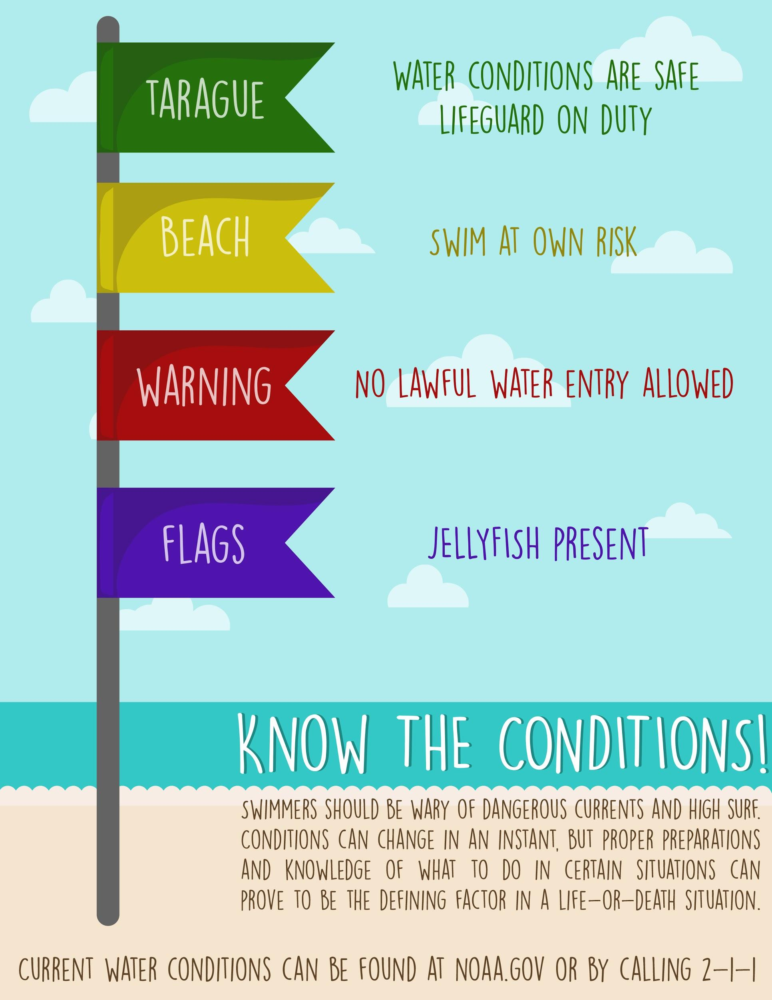 TARAGUE
WATER CONDITIONS ARE SAFE
LIFEGUARD ON DUTY
BEACH
SWIM AT OWN RISK
WARNING
NO LAWFUL WATER ENTRY ALLOWED
FLAGS
JELLYFISH PRESENT
KNOW THE CONDITIONS!
SWIMMERS SHOULD BE WARY OF DANGEROUS CURRENTS AND HIGH SURF.
CONDITIONS CAN CHANGE IN AN INSTANT, BUT PROPER PREPARATIONS
AND KNOWLEDGE OF WHAT TO DO IN CERTAIN SITUATIONS CAN
PROVE TO BE THE DEFINING FACTOR IN A LIFE-OR-DEATH SITUATION.
CURRENT WATER CONDITIONS CAN BE FOUND AT NOAA.GOV OR BY CALLING 2-1-1